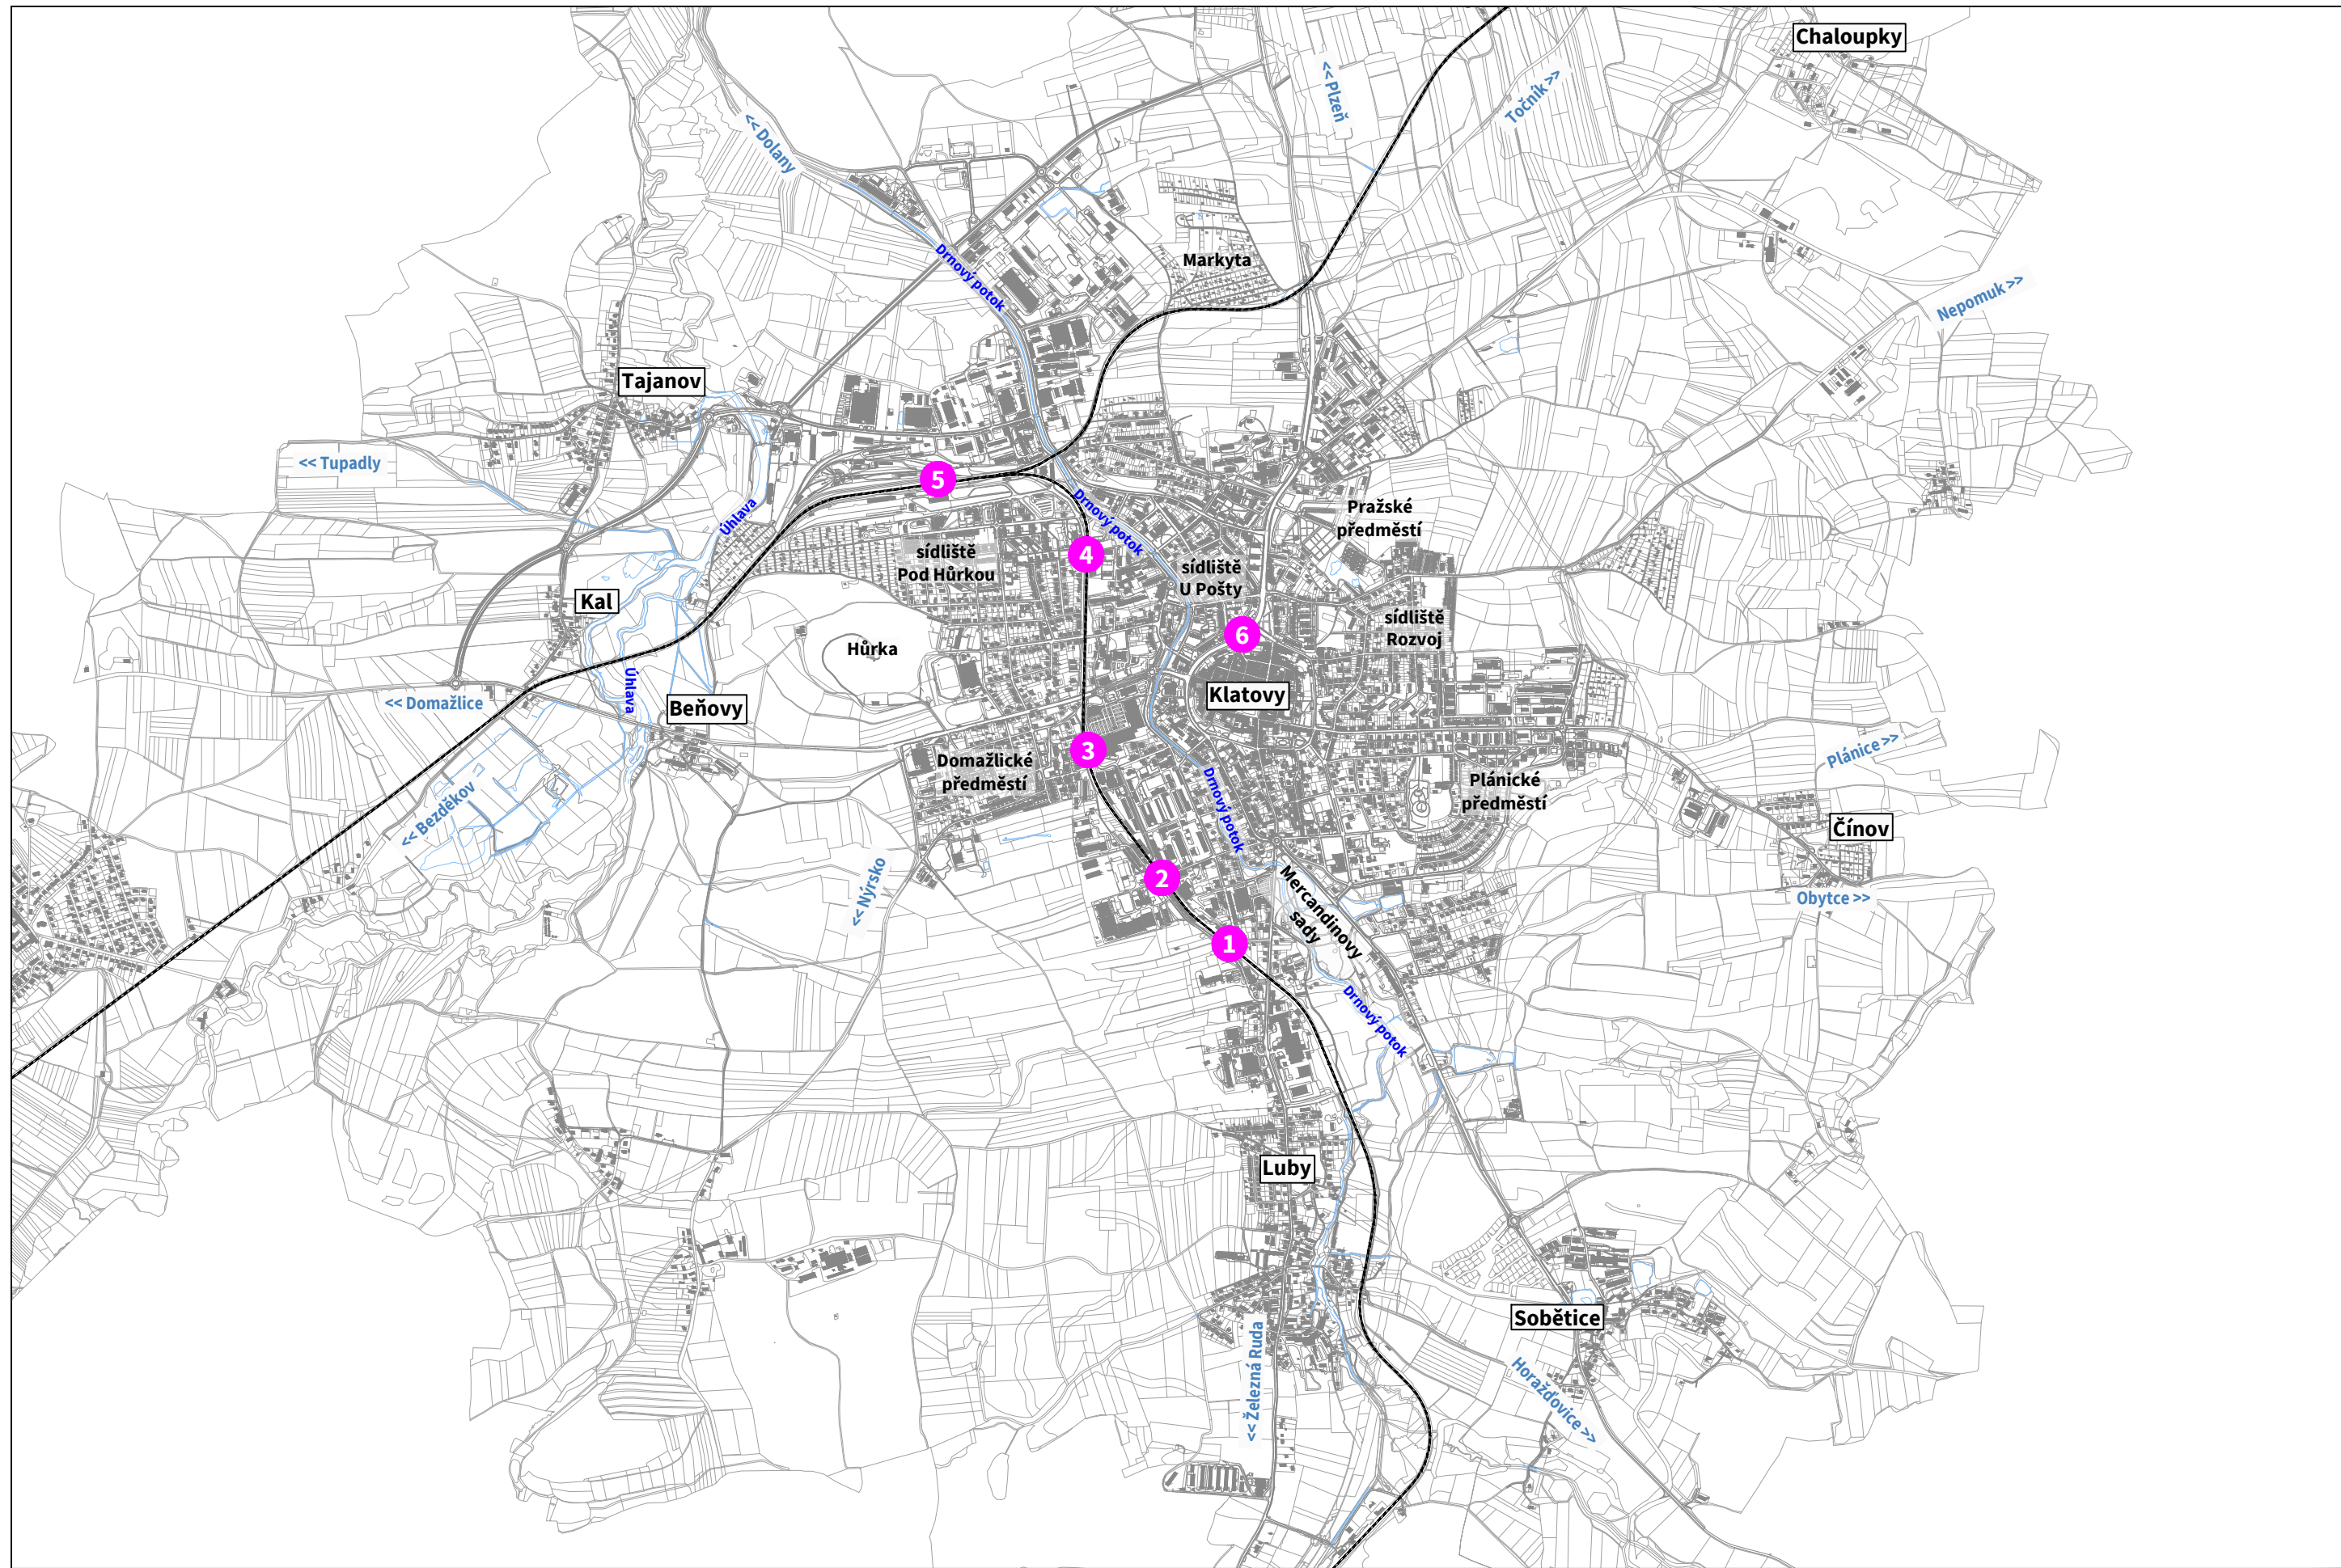 Chaloupky
<< Plzeň
Točník >>
<< Dolany
Markyta
Drnový potok
Nepomuk >>
Tajanov
<< Tupadly
5
Úhlava
Drnový potok
Pražské
předměstí
sídliště
Pod Hůrkou
4
sídliště
U Pošty
Kal
sídliště
Rozvoj
6
Hůrka
Úhlava
<< Domažlice
Beňovy
Klatovy
3
Domažlické
předměstí
Plánice >>
Plánické
předměstí
Drnový potok
<< Bezděkov
Čínov
<< Nýrsko
2
Obytce >>
Mercandinovy
sady
1
Drnový potok
Luby
Sobětice
<< Železná Ruda
Horažďovice >>